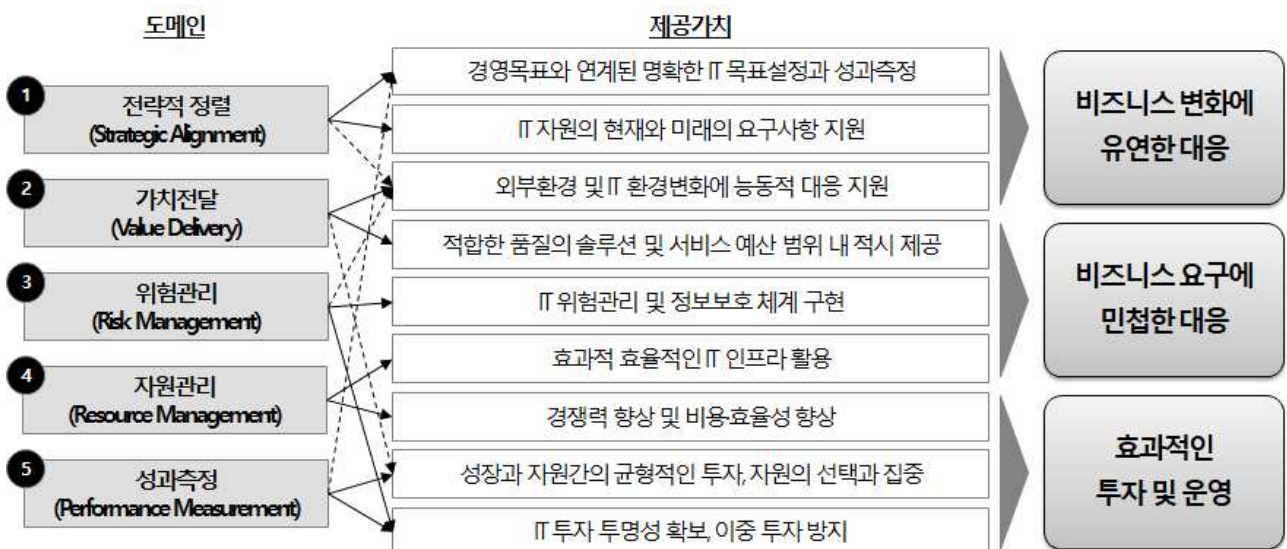 도메인
제공가치
1
전략적 정렬
(Strategic Alignment)
2
가치전달
(Value Delivery)
3
위험관리
(Risk Management)
4
자원관리
(Resource Management)
5
성과측정
(Performance Measurement)
경영목표와 연계된 명확한 IT 목표설정과 성과측정
IT 자원의 현재와 미래의 요구사항 지원
외부환경 및 IT 환경변화에 능동적 대응 지원
적합한 품질의 솔루션 및 서비스 예산 범위 내 적시 제공
IT 위험관리 및 정보보호 체계 구현
효과적 효율적인 IT 인프라 활용
경쟁력 향상 및 비용·효율성 향상
성장과 자원간의 균형적인 투자, 자원의 선택과 집중
IT 투자 투명성 확보, 이중 투자 방지
비즈니스 변화에
유연한 대응
비즈니스 요구에
민첩한 대응
효과적인
투자 및 운영